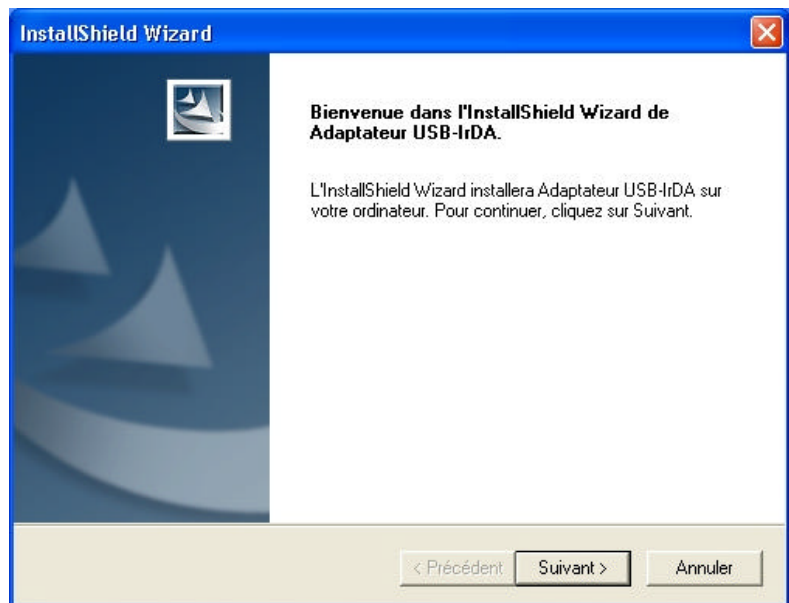 InstallShield Wizard
Bienvenue dans l'InstallShield Wizard de
Adaptateur USB-IrDA.
L'InstallShield Wizard installera Adaptateur USB-IrDA sur
votre ordinateur. Pour continuer, cliquez sur Suivant.
< Précédent
Suivant >
Annuler